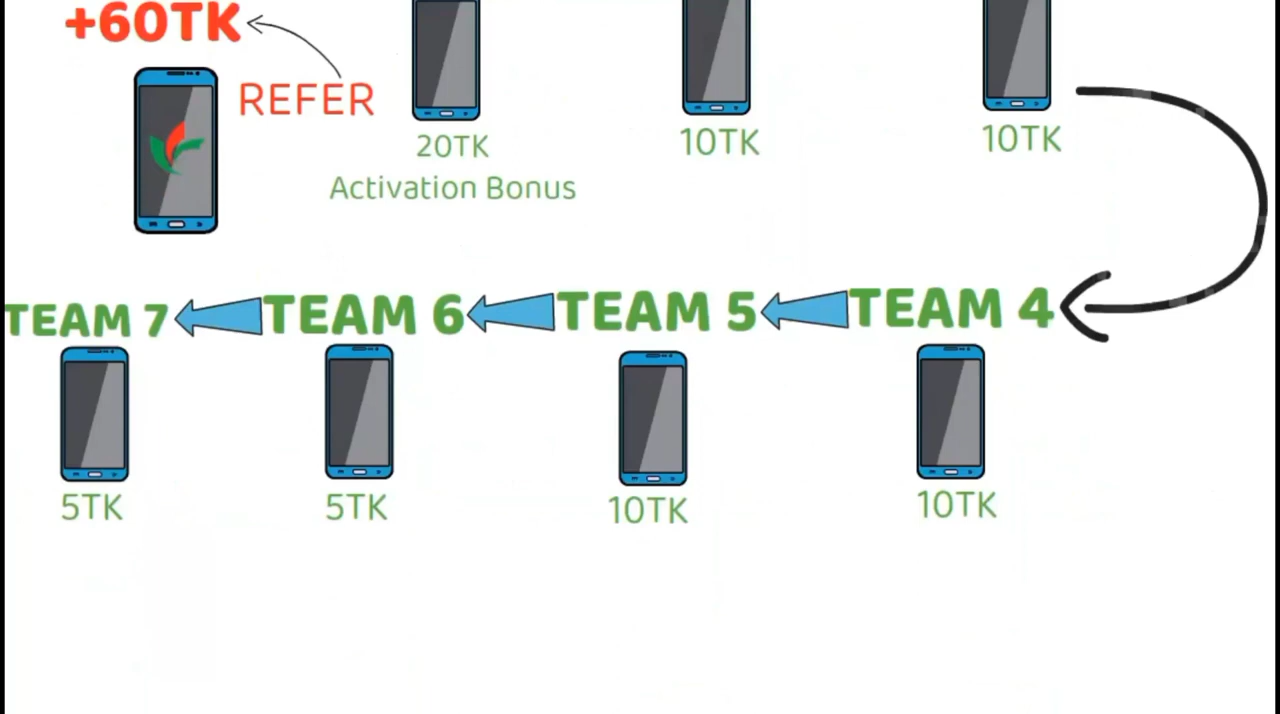 +60TK
REFER
20TK
10TK
10TK
Activation Bonus
TEAM 7
TEAM 6
TEAM 5
TEAM 4
5TK
5TK
10TK
10TK